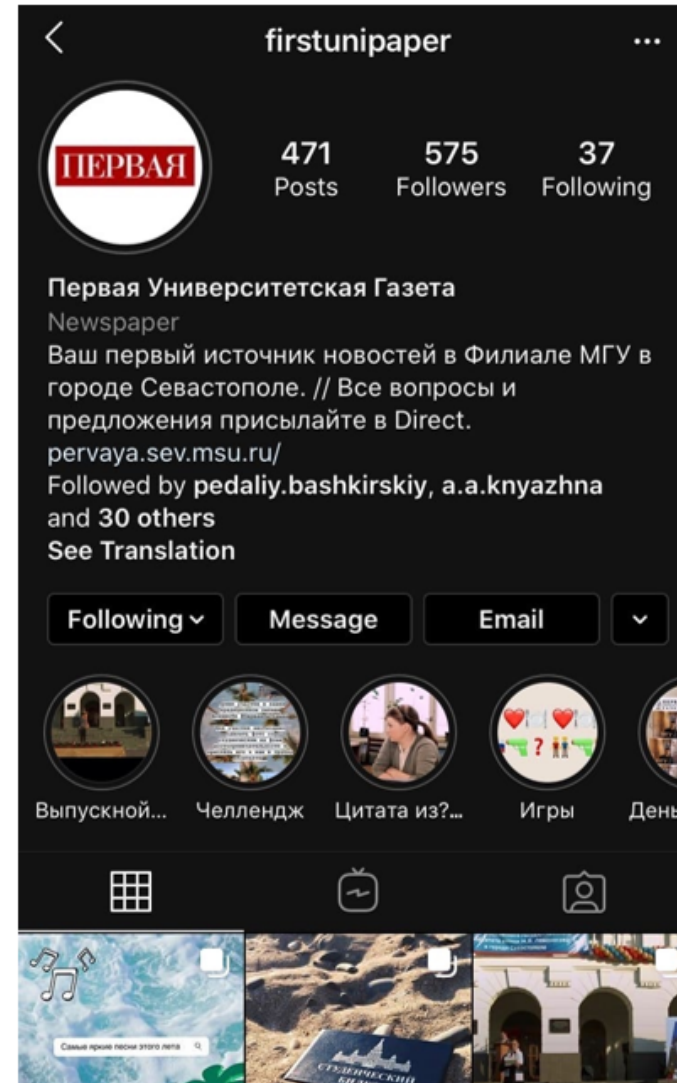 firstunipaper
ПЕРВАЯ
471 575 37
Posts Followers Following
Первая Университетская Газета
Newspaper
Ваш первый источник новостей в Филиале МГУ в
городе Севастополе. // Все вопросы и
предложения присылайте в Direct.
pervaya.sev.msu.ru/
Followed by pedaliy.bashkirskiy, a.a.knyazhna
and 30 others
See Translation
Following Message Email
Выпускной... Челлендж Цитата из?... Игры День
Самые яркие песни этого лета
СТУДЕНЧЕСКИЙ